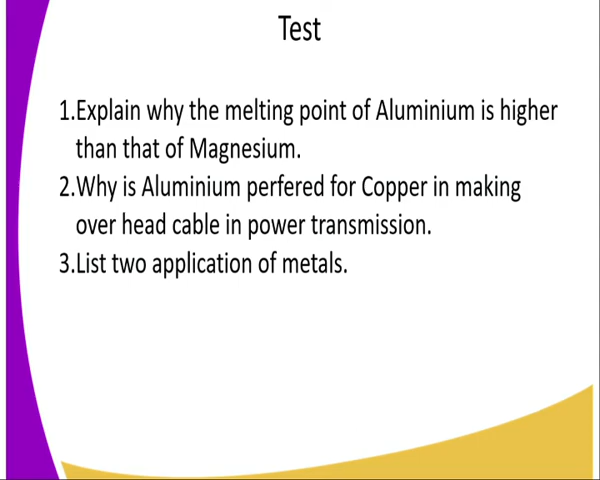 Test
1.Explain why the melting point of Aluminium is higher
than that of Magnesium.
2.Why is Aluminium perfered for Copper in making
over head cable in power transmission.
3.List two application of metals.